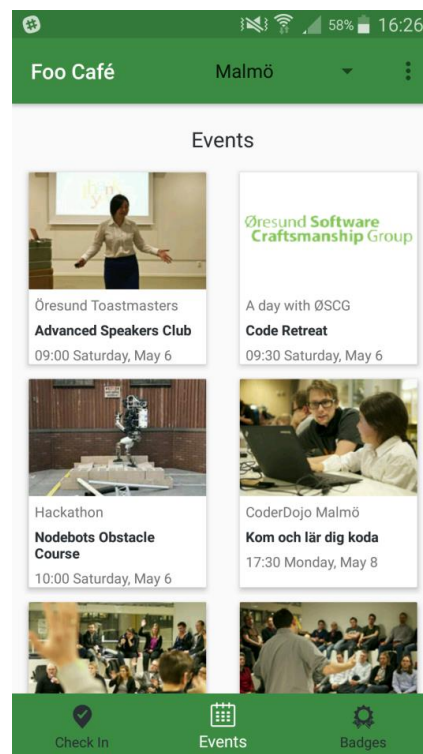 58% 16:26
Foo Café
Malmö
Events
Öresund Toastmasters
Advanced Speakers Club
09:00 Saturday, May 6
Øresund Software
Craftsmanship Group
A day with ØSCG
Code Retreat
09:30 Saturday, May 6
Hackathon
Nodebots Obstacle
Course
10:00 Saturday, May 6
CoderDojo Malmö
Kom och lär dig koda
17:30 Monday, May 8
Check In
Events
Badges